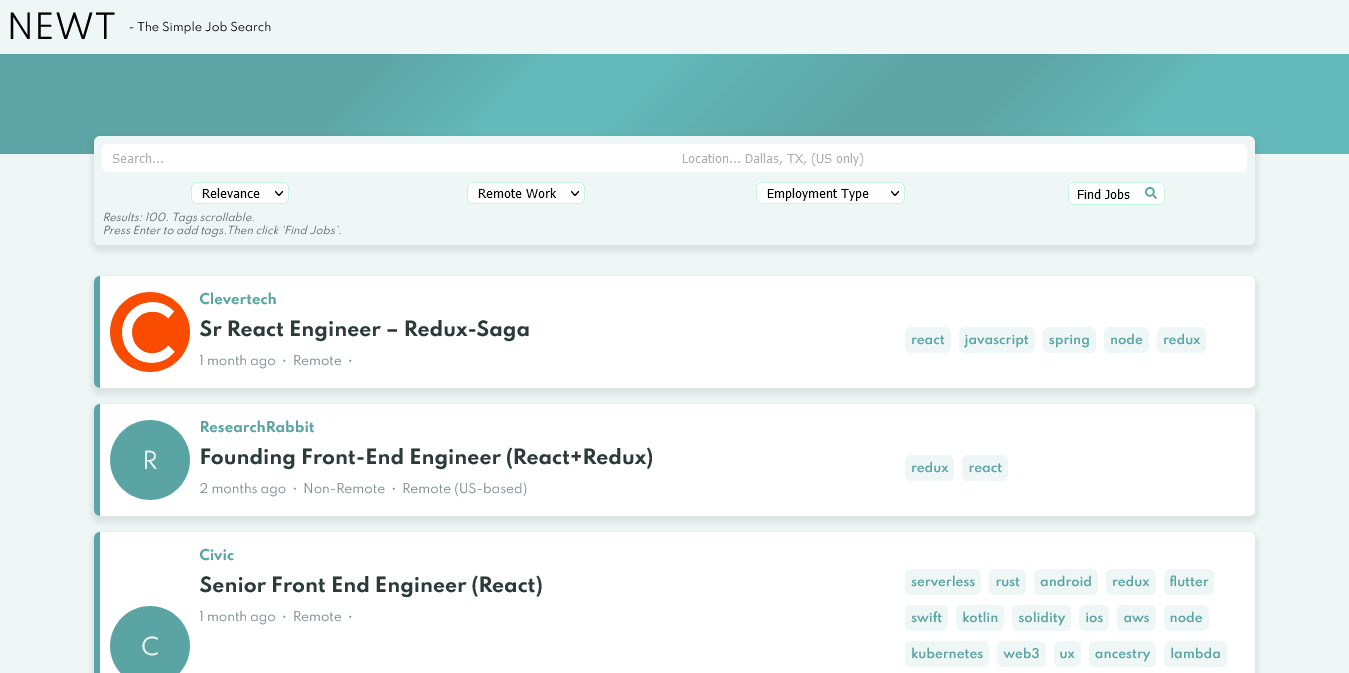 NEWT - The Simple Job Search
Search... Location... Dallas, TX, (US only)
Relevance Remote Work Employment Type Find Jobs
Results: 100. Tags scrollable.
Press Enter to add tags.Then click 'Find Jobs'.
Clevertech
Sr React Engineer – Redux-Saga
1 month ago · Remote ·
react javascript spring node redux
R
ResearchRabbit
Founding Front-End Engineer (React+Redux)
2 months ago · Non-Remote · Remote (US-based)
redux react
C
Civic
Senior Front End Engineer (React)
1 month ago · Remote ·
serverless rust android redux flutter
swift kotlin solidity ios aws node
kubernetes web3 ux ancestry lambda